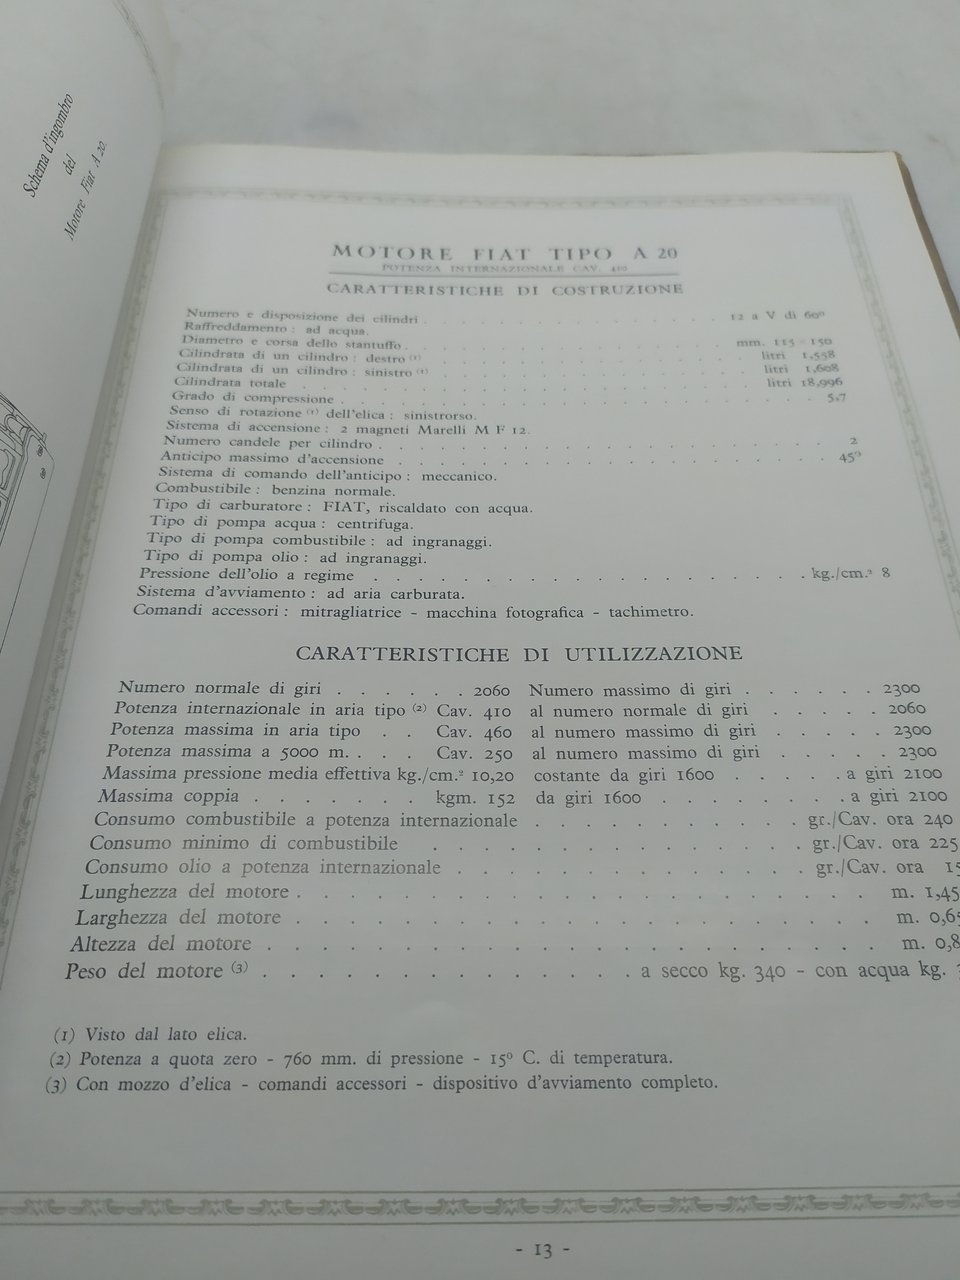 Schema d'ingombro
del
Motore Fiat A 20.
MOTORE FIAT TIPO A 20
POTENZA INTERNAZIONALE CAV. 410
CARATTERISTICHE DI COSTRUZIONE
Numero e disposizione dei cilindri . . . . . . . . . . 12 a V di 60º
Raffreddamento : ad acqua.
Diametro e corsa dello stantuffo . . . . . . . . . . mm. 115 × 150
Cilindrata di un cilindro : destro (1) . . . . . . . . . . litri 1,558
Cilindrata di un cilindro : sinistro (1) . . . . . . . . . . litri 1,608
Cilindrata totale . . . . . . . . . . litri 18,996
Grado di compressione . . . . . . . . . . 5,7
Senso di rotazione (1) dell'elica : sinistrorso.
Sistema di accensione : 2 magneti Marelli M F 12.
Numero candele per cilindro . . . . . . . . . . 2
Anticipo massimo d'accensione . . . . . . . . . . 45º
Sistema di comando dell'anticipo : meccanico.
Combustibile : benzina normale.
Tipo di carburatore : FIAT, riscaldato con acqua.
Tipo di pompa acqua : centrifuga.
Tipo di pompa combustibile : ad ingranaggi.
Tipo di pompa olio : ad ingranaggi.
Pressione dell'olio a regime . . . . . . . . . . kg./cm.² 8
Sistema d'avviamento : ad aria carburata.
Comandi accessori : mitragliatrice - macchina fotografica - tachimetro.
CARATTERISTICHE DI UTILIZZAZIONE
Numero normale di giri . . . . . . 2060 Numero massimo di giri . . . . . . 2300
Potenza internazionale in aria tipo (2) Cav. 410 al numero normale di giri . . . . . 2060
Potenza massima in aria tipo . . Cav. 460 al numero massimo di giri . . . . . 2300
Potenza massima a 5000 m. . . . Cav. 250 al numero massimo di giri . . . . . 2300
Massima pressione media effettiva kg./cm.² 10,20 costante da giri 1600 . . . . . a giri 2100
Massima coppia . . . . . . . kgm. 152 da giri 1600 . . . . . . . a giri 2100
Consumo combustibile a potenza internazionale . . . . . . . . . . gr./Cav. ora 240
Consumo minimo di combustibile . . . . . . . . . . gr./Cav. ora 225
Consumo olio a potenza internazionale . . . . . . . . . . gr./Cav. ora 15
Lunghezza del motore . . . . . . . . . . m. 1,45
Larghezza del motore . . . . . . . . . . m. 0,65
Altezza del motore . . . . . . . . . . m. 0,8
Peso del motore (3) . . . . . . . . . . a secco kg. 340 - con acqua kg.
(1) Visto dal lato elica.
(2) Potenza a quota zero - 760 mm. di pressione - 15º C. di temperatura.
(3) Con mozzo d'elica - comandi accessori - dispositivo d'avviamento completo.
- 13 -